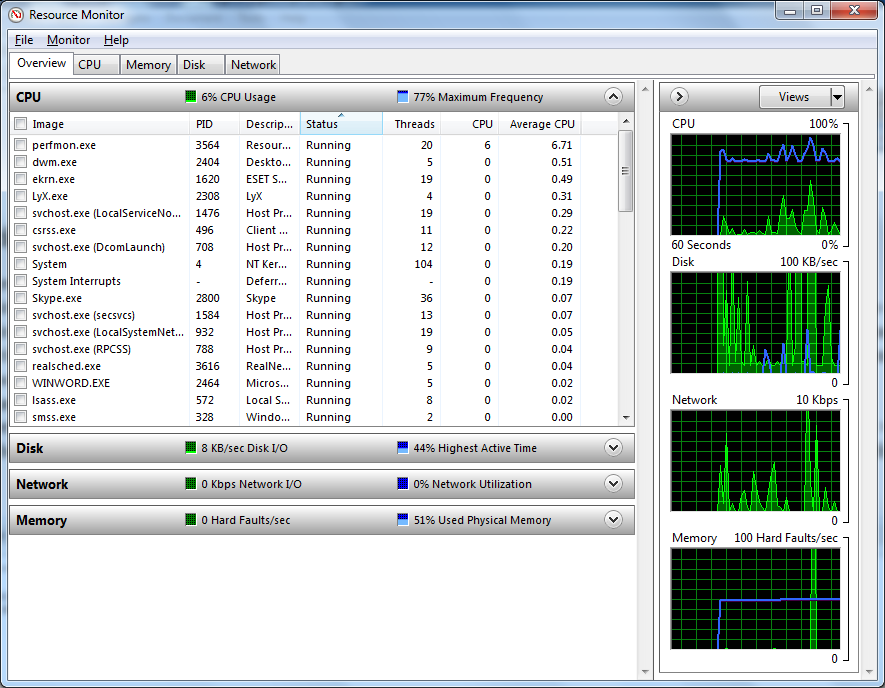 Resource Monitor
File Monitor Help
Overview CPU Memory Disk Network
CPU 6% CPU Usage 77% Maximum Frequency
Image PID Descrip... Status Threads CPU Average CPU
perfmon.exe 3564 Resour... Running 20 6 6.71
dwm.exe 2404 Deskto... Running 5 0 0.51
ekrn.exe 1620 ESET S... Running 19 0 0.49
LyX.exe 2308 LyX Running 4 0 0.31
svchost.exe (LocalServiceNo... 1476 Host Pr... Running 19 0 0.29
csrss.exe 496 Client ... Running 11 0 0.22
svchost.exe (DcomLaunch) 708 Host Pr... Running 12 0 0.20
System 4 NT Ker... Running 104 0 0.19
System Interrupts - Deferr... Running - 0 0.19
Skype.exe 2800 Skype Running 36 0 0.07
svchost.exe (secsvcs) 1584 Host Pr... Running 13 0 0.07
svchost.exe (LocalSystemNet... 932 Host Pr... Running 19 0 0.05
svchost.exe (RPCSS) 788 Host Pr... Running 9 0 0.04
realsched.exe 3616 RealNe... Running 5 0 0.04
WINWORD.EXE 2464 Micros... Running 5 0 0.02
lsass.exe 572 Local S... Running 8 0 0.02
smss.exe 328 Windo... Running 2 0 0.00
Disk 8 KB/sec Disk I/O 44% Highest Active Time
Network 0 Kbps Network I/O 0% Network Utilization
Memory 0 Hard Faults/sec 51% Used Physical Memory
Views
CPU 100%
60 Seconds 0%
Disk 100 KB/sec
0
Network 10 Kbps
0
Memory 100 Hard Faults/sec
0